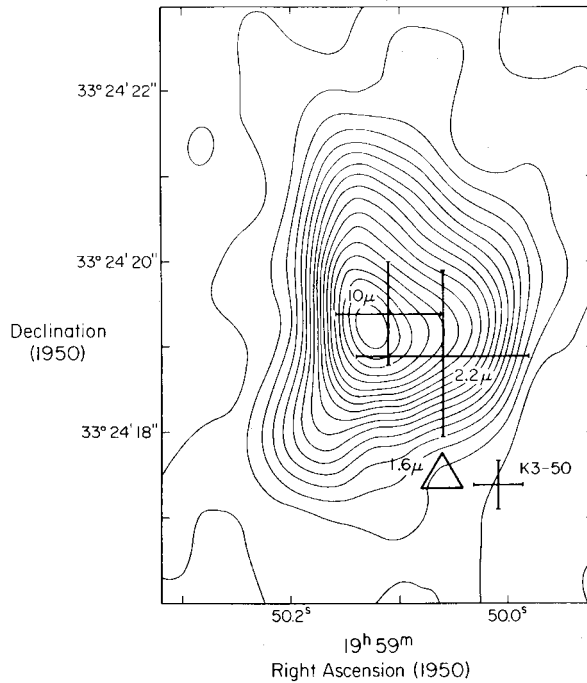 33° 24' 22"
33° 24' 20"
10μ
Declination
(1950)
2.2μ
33° 24' 18"
1.6μ
K3-50
50.2ˢ
50.0ˢ
19ʰ 59ᵐ
Right Ascension (1950)